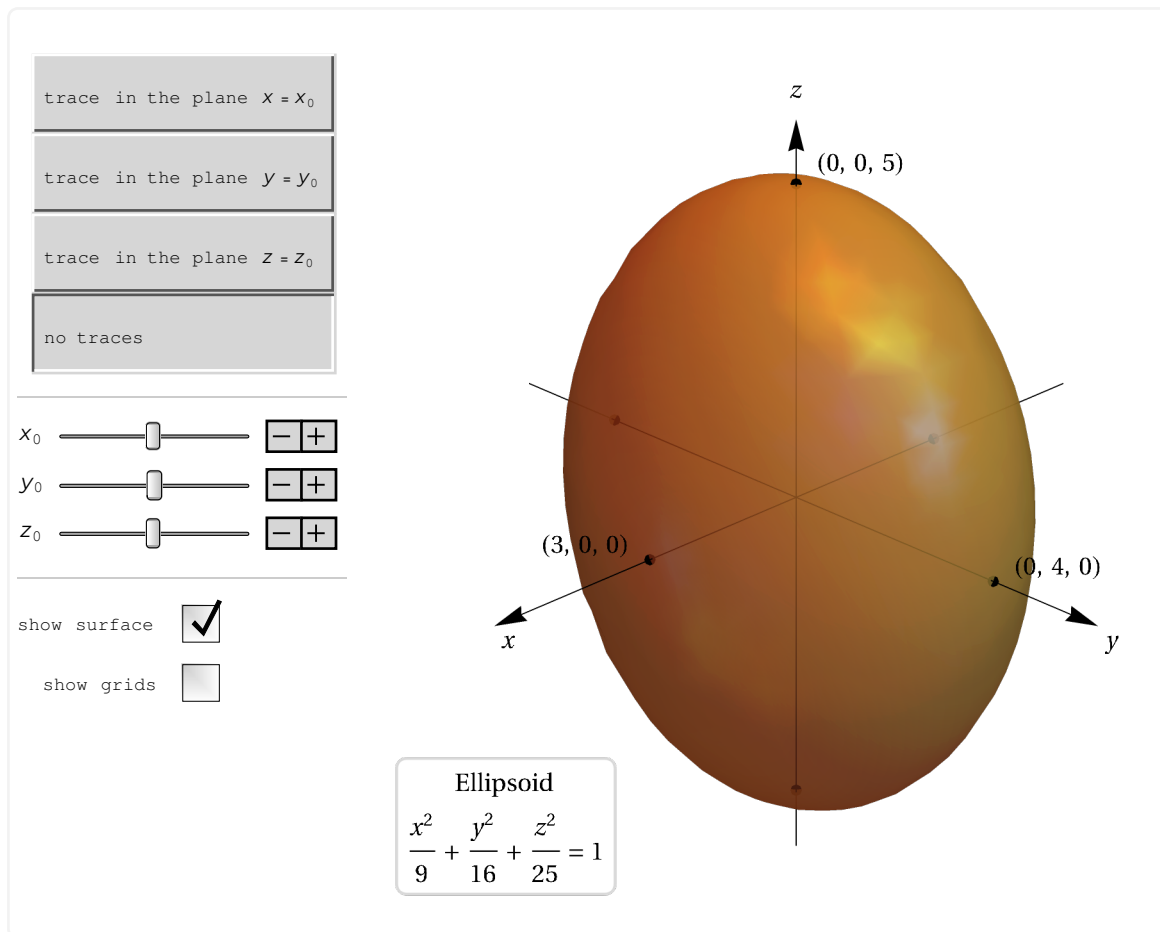 trace in the plane x = x₀
trace in the plane y = y₀
trace in the plane z = z₀
no traces
x₀ − +
y₀ − +
z₀ − +
show surface
show grids
z
(0, 0, 5)
(3, 0, 0)
(0, 4, 0)
x
y
Ellipsoid
x²/9 + y²/16 + z²/25 = 1